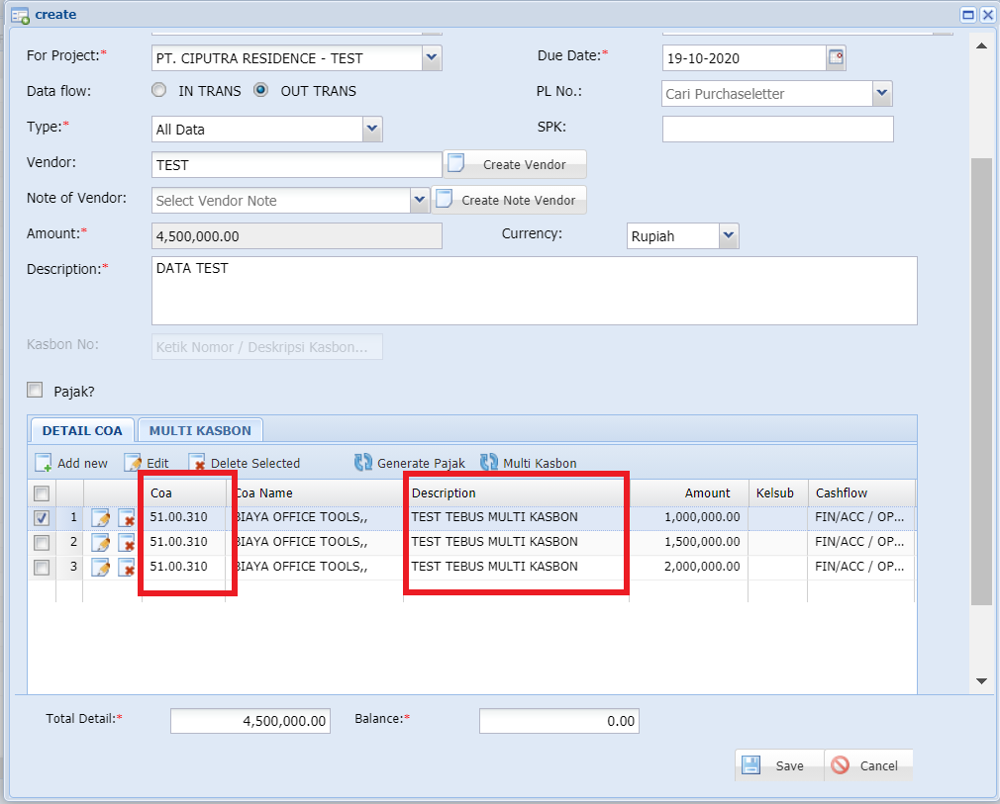 create
For Project:* PT. CIPUTRA RESIDENCE - TEST Due Date:* 19-10-2020
Data flow: IN TRANS OUT TRANS PL No.: Cari Purchaseletter
Type:* All Data SPK:
Vendor: TEST Create Vendor
Note of Vendor: Select Vendor Note Create Note Vendor
Amount:* 4,500,000.00 Currency: Rupiah
Description:* DATA TEST
Kasbon No: Ketik Nomor / Deskripsi Kasbon...
Pajak?
DETAIL COA MULTI KASBON
Add new Edit Delete Selected Generate Pajak Multi Kasbon
Coa Coa Name Description Amount Kelsub Cashflow
1 51.00.310 BIAYA OFFICE TOOLS,, TEST TEBUS MULTI KASBON 1,000,000.00 FIN/ACC / OP...
2 51.00.310 BIAYA OFFICE TOOLS,, TEST TEBUS MULTI KASBON 1,500,000.00 FIN/ACC / OP...
3 51.00.310 BIAYA OFFICE TOOLS,, TEST TEBUS MULTI KASBON 2,000,000.00 FIN/ACC / OP...
Total Detail:* 4,500,000.00 Balance:* 0.00
Save Cancel